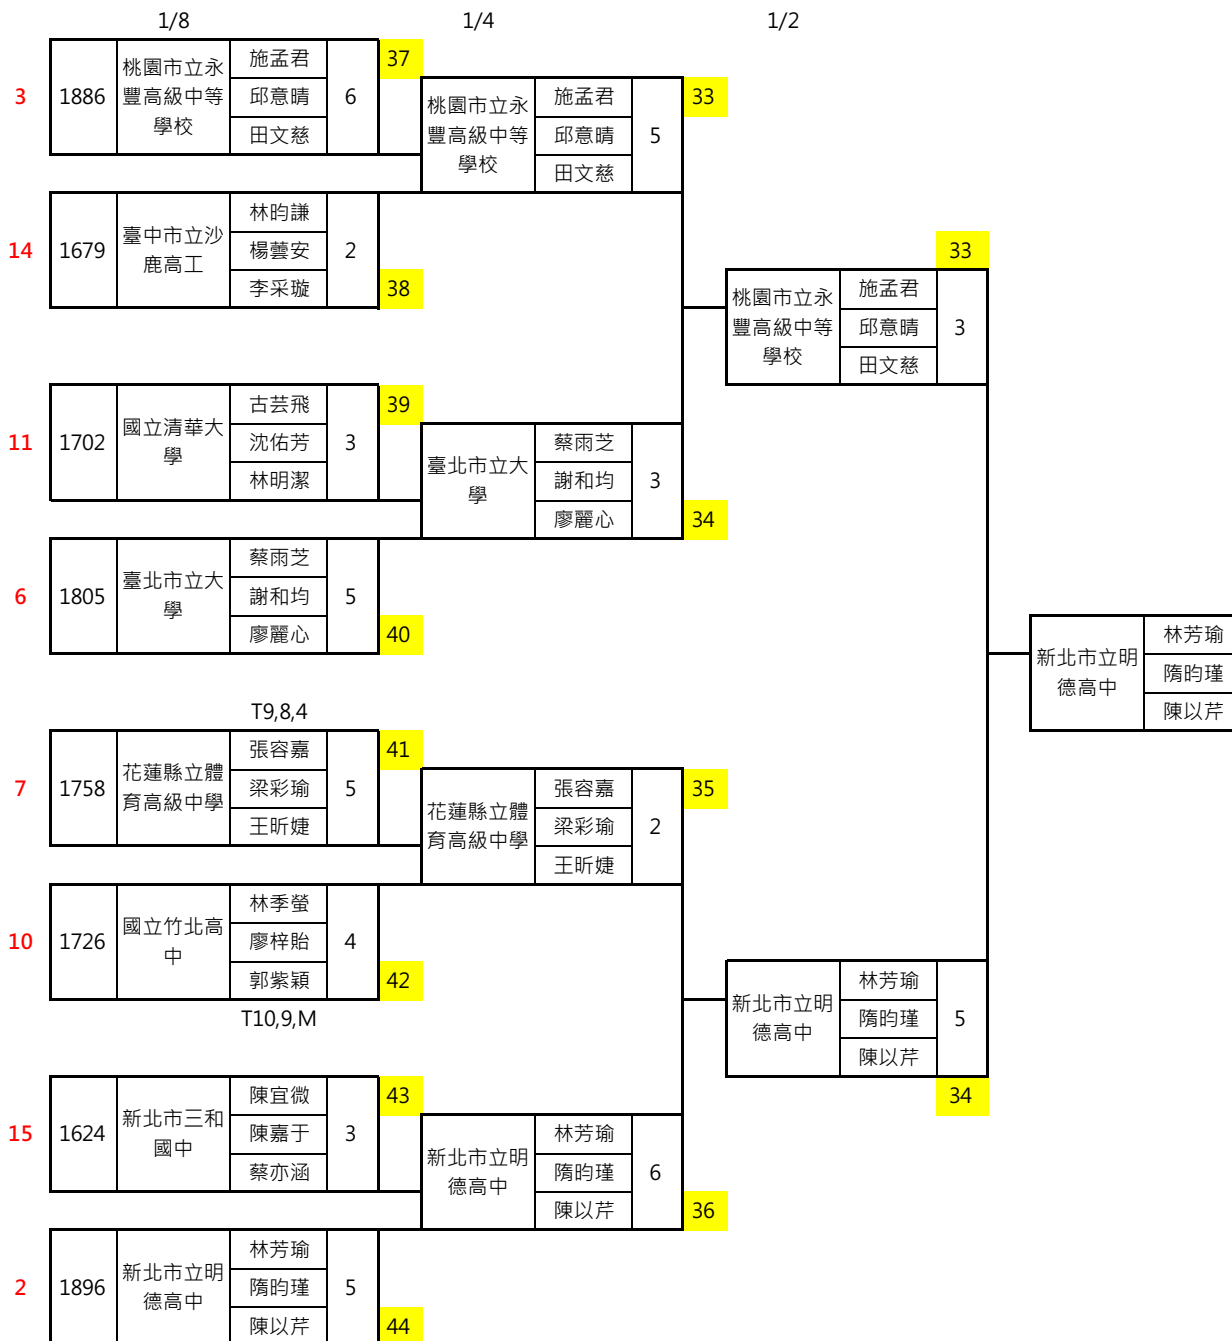 1/8
1/4
1/2
3
1886
桃園市立永
豐高級中等
學校
施孟君
邱意晴
田文慈
6
37
桃園市立永
豐高級中等
學校
施孟君
邱意晴
田文慈
5
33
14
1679
臺中市立沙
鹿高工
林昀謙
楊蕓安
李采璇
2
38
桃園市立永
豐高級中等
學校
施孟君
邱意晴
田文慈
3
33
11
1702
國立清華大
學
古芸飛
沈佑芳
林明潔
3
39
臺北市立大
學
蔡雨芝
謝和均
廖麗心
3
34
6
1805
臺北市立大
學
蔡雨芝
謝和均
廖麗心
5
40
新北市立明
德高中
林芳瑜
隋昀瑾
陳以芹
T9,8,4
7
1758
花蓮縣立體
育高級中學
張容嘉
梁彩瑜
王昕婕
5
41
花蓮縣立體
育高級中學
張容嘉
梁彩瑜
王昕婕
2
35
10
1726
國立竹北高
中
林季螢
廖梓貽
郭紫穎
4
42
T10,9,M
新北市立明
德高中
林芳瑜
隋昀瑾
陳以芹
5
34
15
1624
新北市三和
國中
陳宜微
陳嘉于
蔡亦涵
3
43
新北市立明
德高中
林芳瑜
隋昀瑾
陳以芹
6
36
2
1896
新北市立明
德高中
林芳瑜
隋昀瑾
陳以芹
5
44